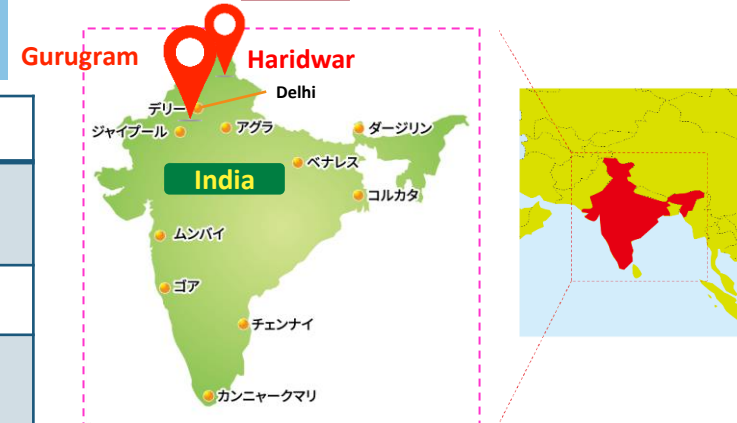 Gurugram
Haridwar
Delhi
デリー
ジャイプール
アグラ
ダージリン
ベナレス
India
コルカタ
ムンバイ
ゴア
チェンナイ
カンニャークマリ